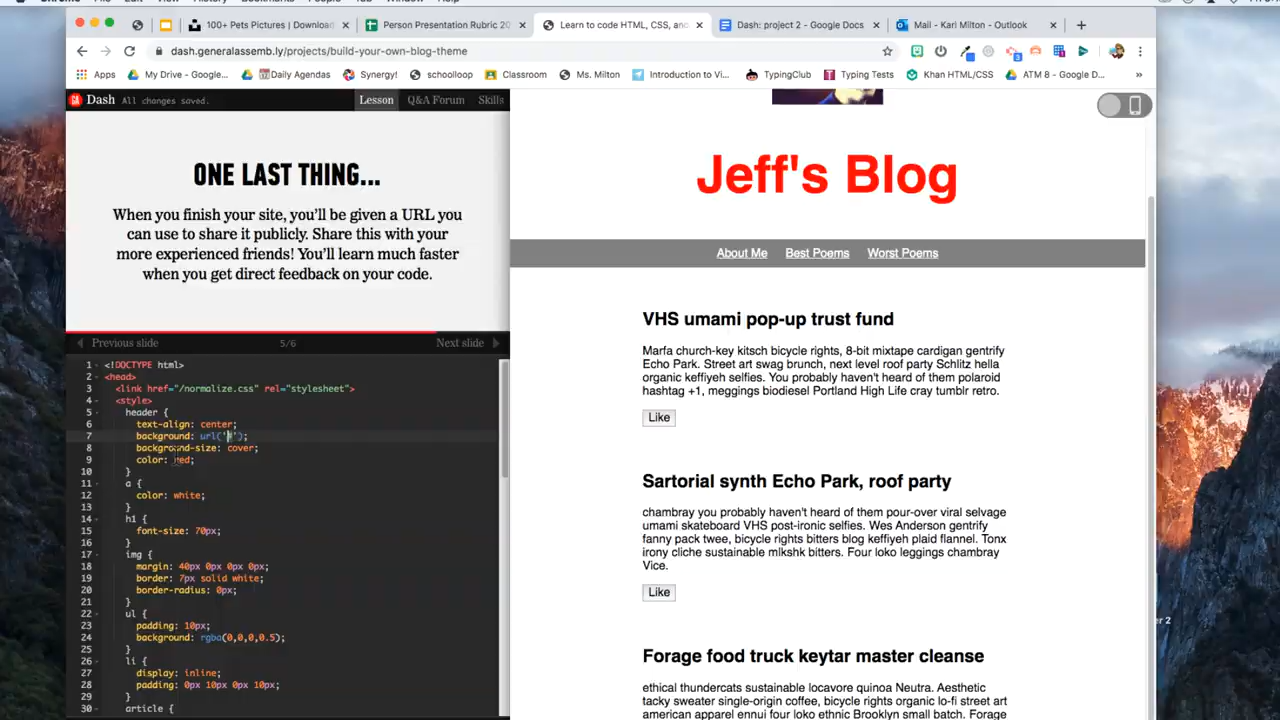 100+ Pets Pictures | Download
Person Presentation Rubric 20
Learn to code HTML, CSS, an
Dash: project 2 - Google Docs
Mail - Karl Milton - Outlook
dash.generalassemb.ly/projects/build-your-own-blog-theme
Apps
My Drive - Google...
Daily Agendas
Synergy!
schoolloop
Classroom
Ms. Milton
Introduction to Vi...
TypingClub
Typing Tests
Khan HTML/CSS
ATM 8 - Google D...
»
Dash All changes saved.
Lesson
Q&A Forum
Skills
ONE LAST THING...
When you finish your site, you'll be given a URL you
can use to share it publicly. Share this with your
more experienced friends! You'll learn much faster
when you get direct feedback on your code.
Previous slide
5/6
Next slide
1 <!DOCTYPE html>
2 <head>
3 <link href="/normalize.css" rel="stylesheet">
4 <style>
5 header {
6 text-align: center;
7 background: url('#');
8 background-size: cover;
9 color: red;
10 }
11 a {
12 color: white;
13 }
14 h1 {
15 font-size: 70px;
16 }
17 img {
18 margin: 40px 0px 0px 0px;
19 border: 7px solid white;
20 border-radius: 0px;
21 }
22 ul {
23 padding: 10px;
24 background: rgba(0,0,0,0.5);
25 }
26 li {
27 display: inline;
28 padding: 0px 10px 0px 10px;
29 }
30 article {
Jeff's Blog
About Me
Best Poems
Worst Poems
VHS umami pop-up trust fund
Marfa church-key kitsch bicycle rights, 8-bit mixtape cardigan gentrify
Echo Park. Street art swag brunch, next level roof party Schlitz hella
organic keffiyeh selfies. You probably haven't heard of them polaroid
hashtag +1, meggings biodiesel Portland High Life cray tumblr retro.
Like
Sartorial synth Echo Park, roof party
chambray you probably haven't heard of them pour-over viral selvage
umami skateboard VHS post-ironic selfies. Wes Anderson gentrify
fanny pack twee, bicycle rights bitters blog keffiyeh plaid flannel. Tonx
irony cliche sustainable mlkshk bitters. Four loko leggings chambray
Vice.
Like
Forage food truck keytar master cleanse
ethical thundercats sustainable locavore quinoa Neutra. Aesthetic
tacky sweater single-origin coffee, bicycle rights organic lo-fi street art
american apparel ennui four loko ethnic Brooklyn small batch. Forage
er 2